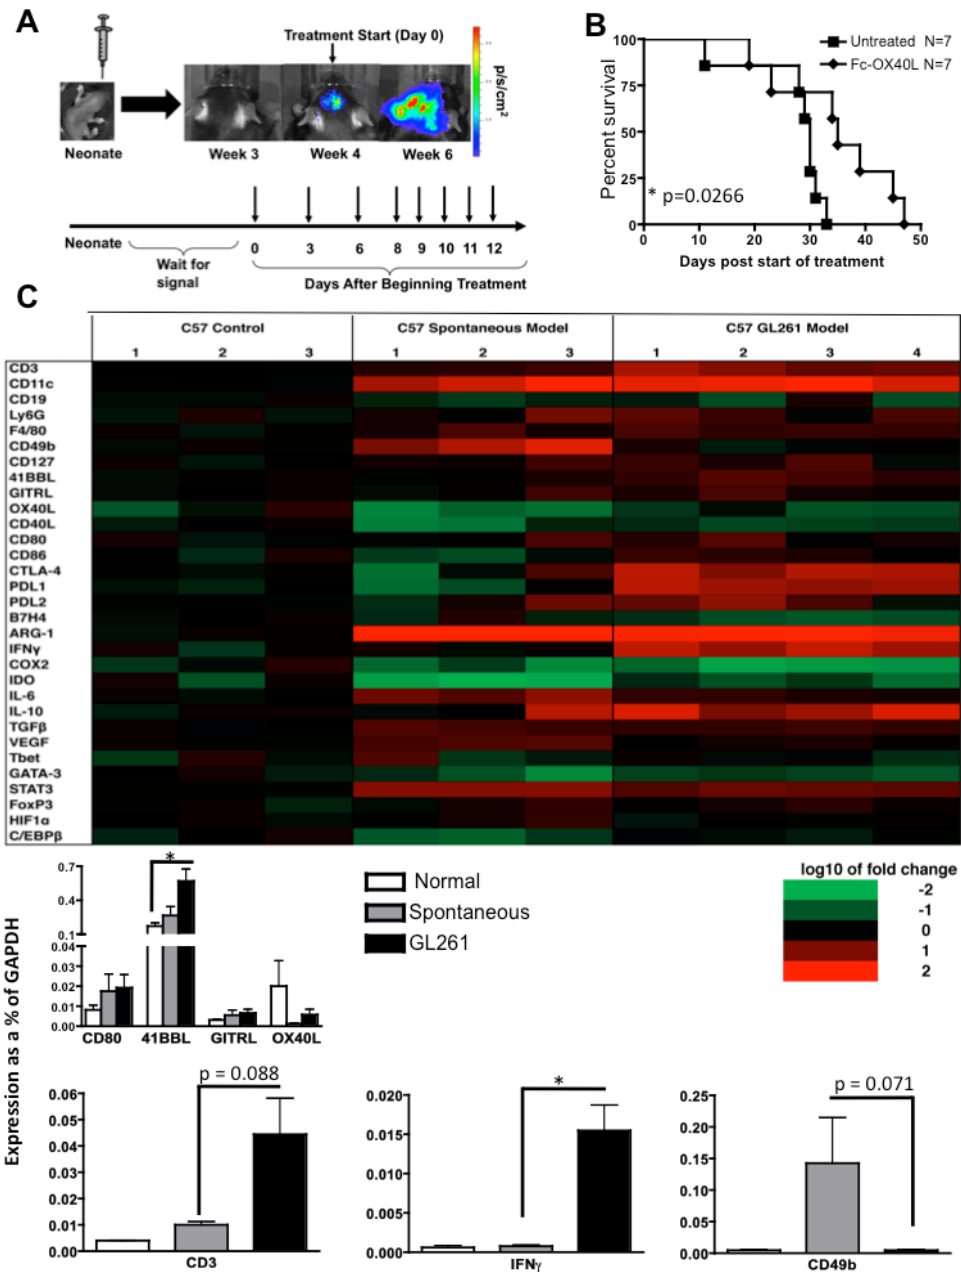 A
Treatment Start (Day 0)
p/s/cm²
Neonate
Week 3
Week 4
Week 6
Neonate
Wait for
signal
0 3 6 8 9 10 11 12
Days After Beginning Treatment
B
Untreated N=7
Fc-OX40L N=7
Percent survival
100
75
50
25
0
* p=0.0266
0 10 20 30 40 50
Days post start of treatment
C
C57 Control C57 Spontaneous Model C57 GL261 Model
1 2 3 1 2 3 1 2 3 4
CD3
CD11c
CD19
Ly6G
F4/80
CD49b
CD127
41BBL
GITRL
OX40L
CD40L
CD80
CD86
CTLA-4
PDL1
PDL2
B7H4
ARG-1
IFNγ
COX2
IDO
IL-6
IL-10
TGFβ
VEGF
Tbet
GATA-3
STAT3
FoxP3
HIF1α
C/EBPβ
Expression as a % of GAPDH
0.7
0.4
0.1
0.04
0.03
0.02
0.01
0.00
*
CD80 41BBL GITRL OX40L
Normal
Spontaneous
GL261
log10 of fold change
-2
-1
0
1
2
p = 0.088
0.06
0.05
0.04
0.03
0.02
0.01
0.00
CD3
*
0.020
0.015
0.010
0.005
0.000
IFNγ
p = 0.071
0.25
0.20
0.15
0.10
0.05
0.00
CD49b